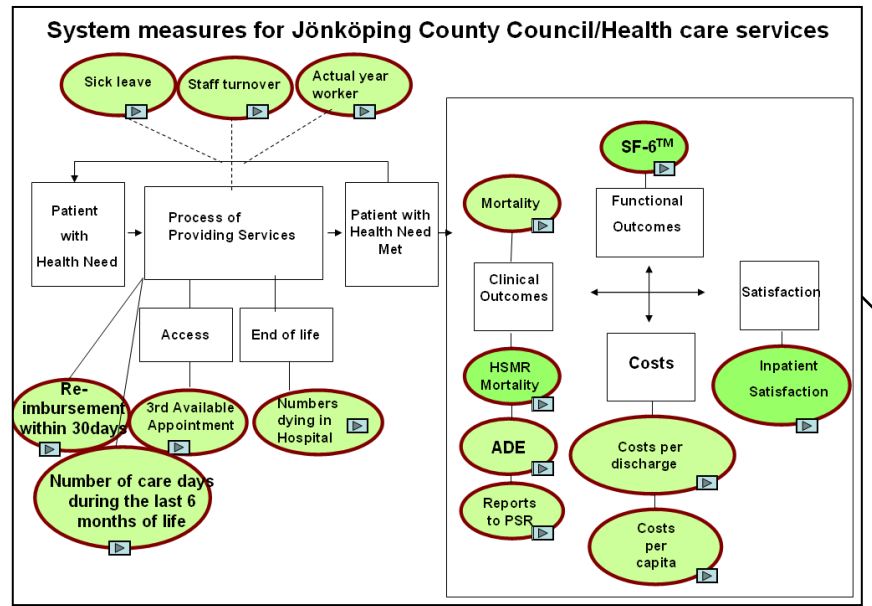 System measures for Jönköping County Council/Health care services
Sick leave
Staff turnover
Actual year
worker
Patient
with
Health Need
Process of
Providing Services
Patient with
Health Need
Met
Access
End of life
Re-
imbursement
within 30days
3rd Available
Appointment
Numbers
dying in
Hospital
Number of care days
during the last 6
months of life
SF-6™
Functional
Outcomes
Mortality
Clinical
Outcomes
Satisfaction
HSMR
Mortality
Costs
Inpatient
Satisfaction
ADE
Costs per
discharge
Reports
to PSR
Costs
per
capita